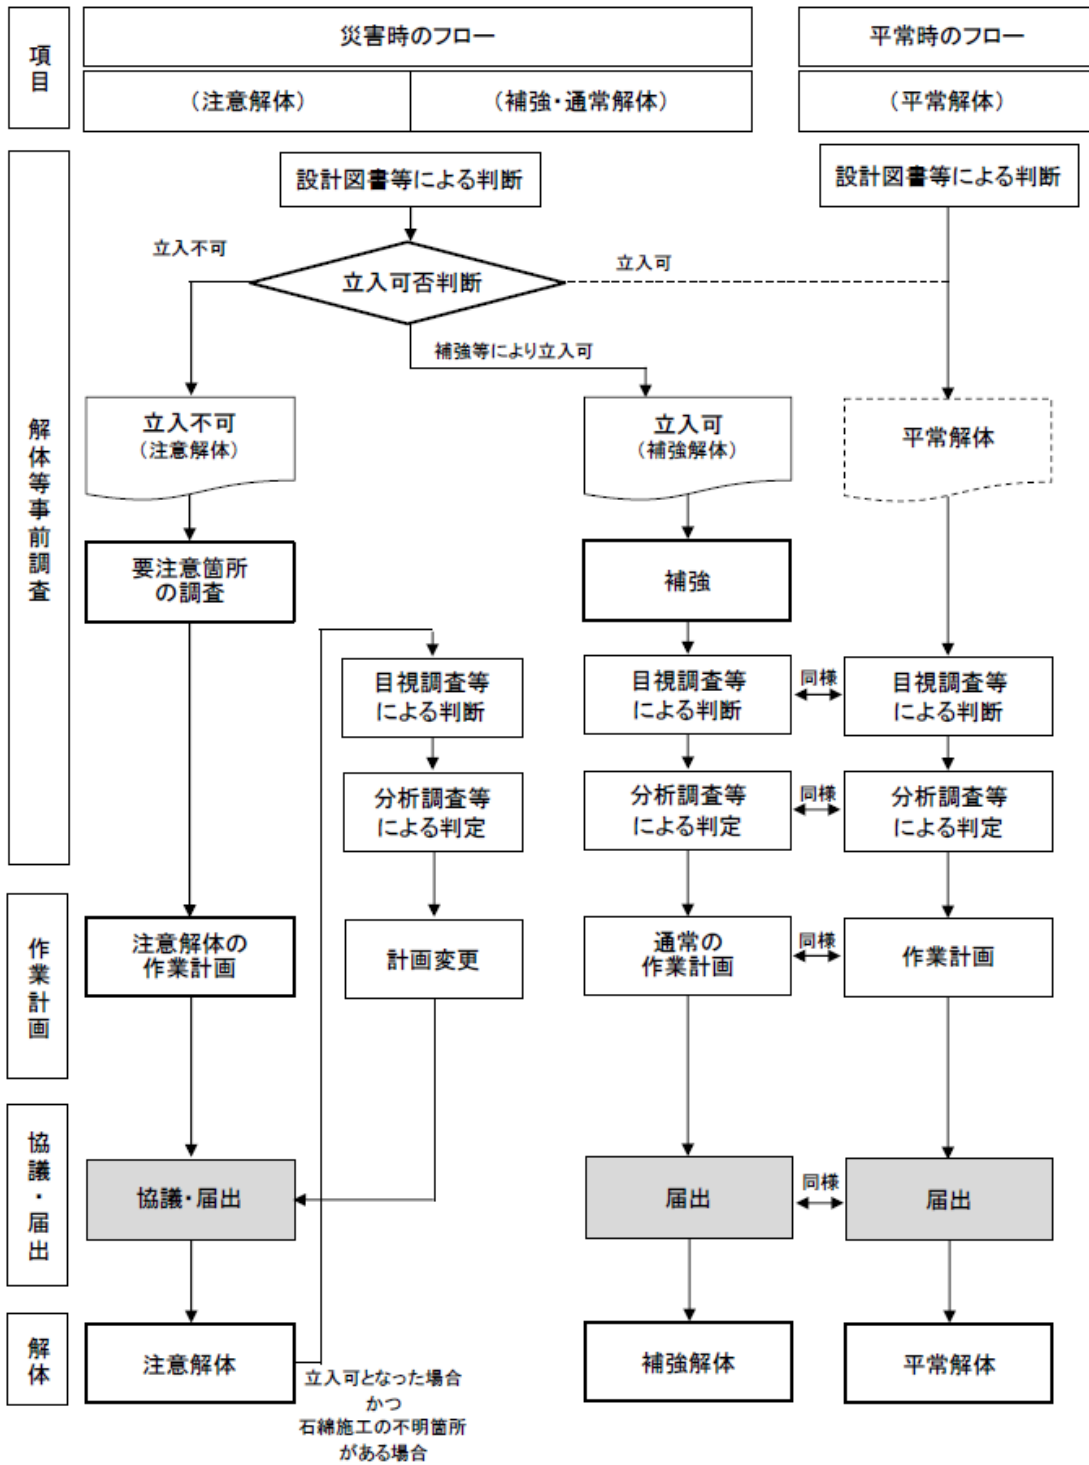 項目
災害時のフロー
平常時のフロー
（注意解体）
（補強・通常解体）
（平常解体）
解体等事前調査
設計図書等による判断
設計図書等による判断
立入不可
立入可否判断
立入可
補強等により立入可
立入不可
（注意解体）
立入可
（補強解体）
平常解体
要注意箇所
の調査
補強
目視調査等
による判断
目視調査等
による判断
同様
目視調査等
による判断
分析調査等
による判定
分析調査等
による判定
同様
分析調査等
による判定
作業計画
注意解体の
作業計画
計画変更
通常の
作業計画
同様
作業計画
協議・届出
協議・届出
届出
同様
届出
解体
注意解体
立入可となった場合
かつ
石綿施工の不明箇所
がある場合
補強解体
平常解体